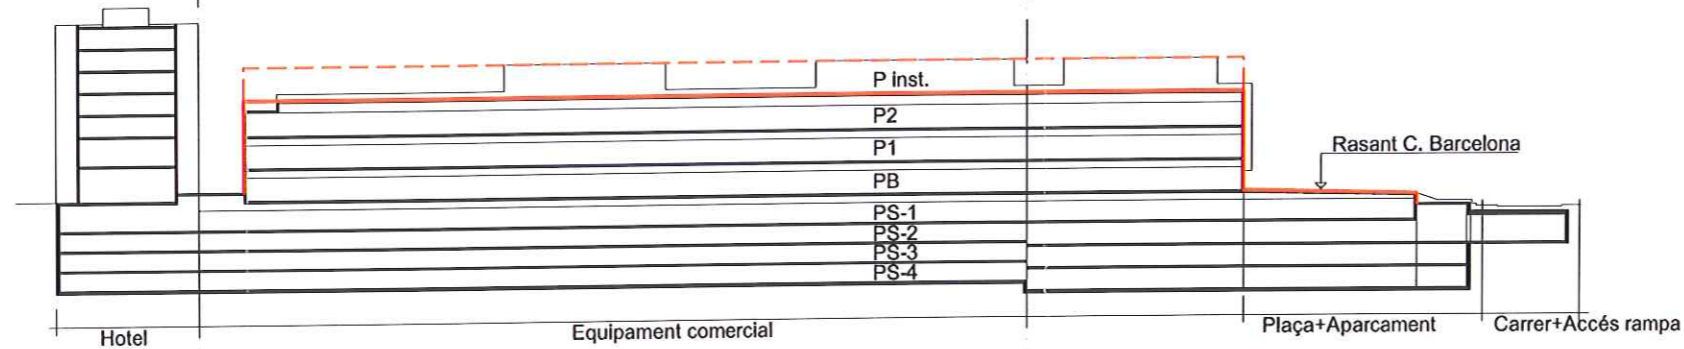 P inst.
P2
P1
Rasant C. Barcelona
PB
PS-1
PS-2
PS-3
PS-4
Hotel
Equipament comercial
Plaça+Aparcament
Carrer+Accés rampa